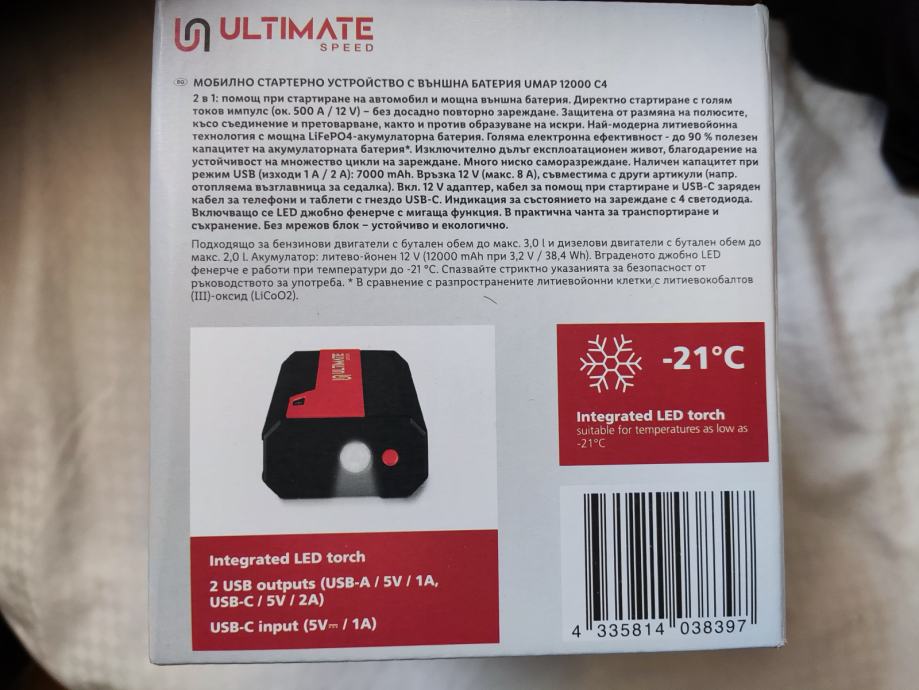 ULTIMATE
SPEED
BG МОБИЛНО СТАРТЕРНО УСТРОЙСТВО С ВЪНШНА БАТЕРИЯ UMAP 12000 C4
2 в 1: помощ при стартиране на автомобил и мощна външна батерия. Директно стартиране с голям
токов импулс (ок. 500 A / 12 V) – без досадно повторно зареждане. Защитена от размяна на полюсите,
късо съединение и претоварване, както и против образуване на искри. Най-модерна литиевойонна
технология с мощна LiFePO4-акумулаторна батерия. Голяма електронна ефективност - до 90 % полезен
капацитет на акумулаторната батерия*. Изключително дълъг експлоатационен живот, благодарение на
устойчивост на множество цикли на зареждане. Много ниско саморазреждане. Наличен капацитет при
режим USB (изходи 1 A / 2 A): 7000 mAh. Връзка 12 V (макс. 8 A), съвместима с други артикули (напр.
отопляема възглавница за седалка). Вкл. 12 V адаптер, кабел за помощ при стартиране и USB-C заряден
кабел за телефони и таблети с гнездо USB-C. Индикация за състоянието на зареждане с 4 светодиода.
Включващо се LED джобно фенерче с мигаща функция. В практична чанта за транспортиране и
съхранение. Без мрежов блок – устойчиво и екологично.
Подходящо за бензинови двигатели с бутален обем до макс. 3,0 l и дизелови двигатели с бутален обем до
макс. 2,0 l. Акумулатор: литево-йонен 12 V (12000 mAh при 3,2 V / 38,4 Wh). Вграденото джобно LED
фенерче е работи при температури до -21 °C. Спазвайте стриктно указанията за безопасност от
ръководството за употреба. * В сравнение с разпространените литиевойонни клетки с литиевокобалтов
(III)-оксид (LiCoO2).
ULTIMATE
-21°C
Integrated LED torch
suitable for temperatures as low as
-21°C
Integrated LED torch
2 USB outputs (USB-A / 5V / 1A,
USB-C / 5V / 2A)
USB-C input (5V⎓ / 1A)
4 335814 038397